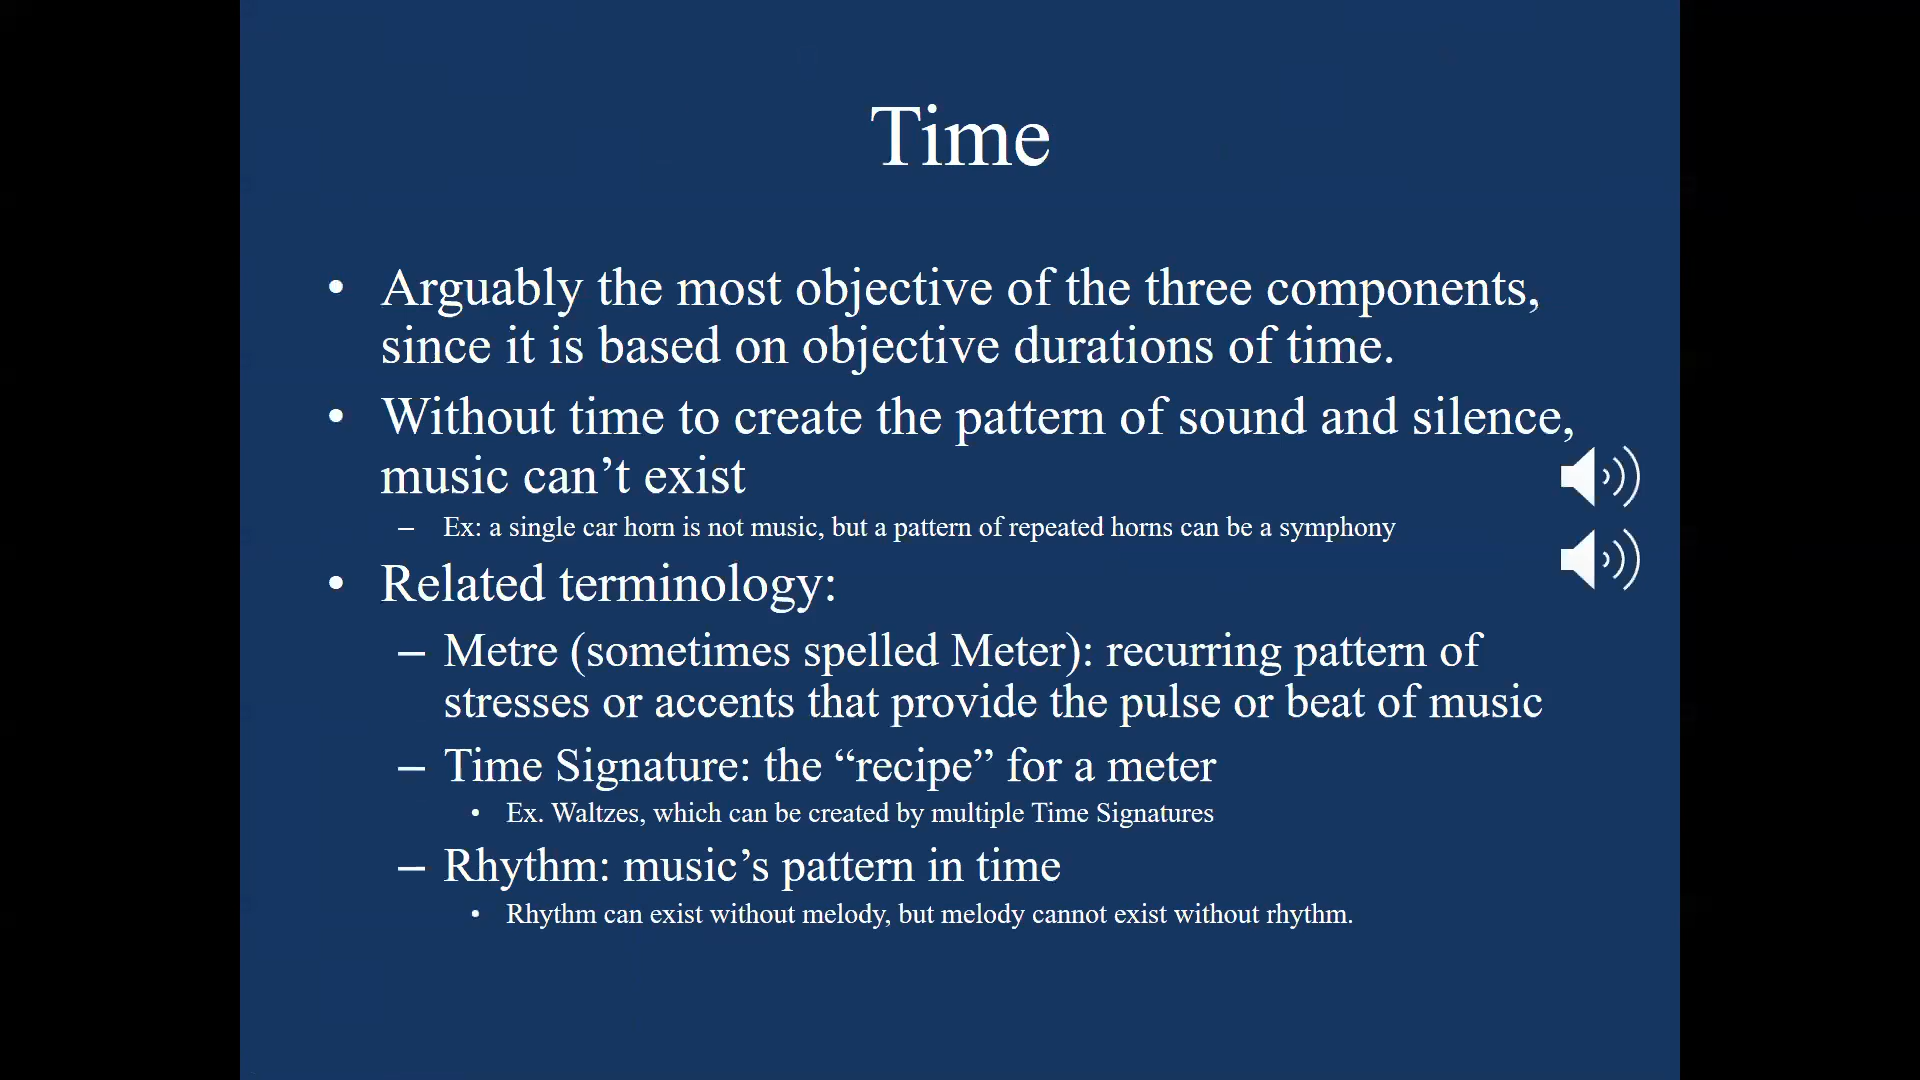 Time
• Arguably the most objective of the three components,
since it is based on objective durations of time.
• Without time to create the pattern of sound and silence,
music can’t exist
– Ex: a single car horn is not music, but a pattern of repeated horns can be a symphony
• Related terminology:
– Metre (sometimes spelled Meter): recurring pattern of
stresses or accents that provide the pulse or beat of music
– Time Signature: the “recipe” for a meter
• Ex. Waltzes, which can be created by multiple Time Signatures
– Rhythm: music’s pattern in time
• Rhythm can exist without melody, but melody cannot exist without rhythm.